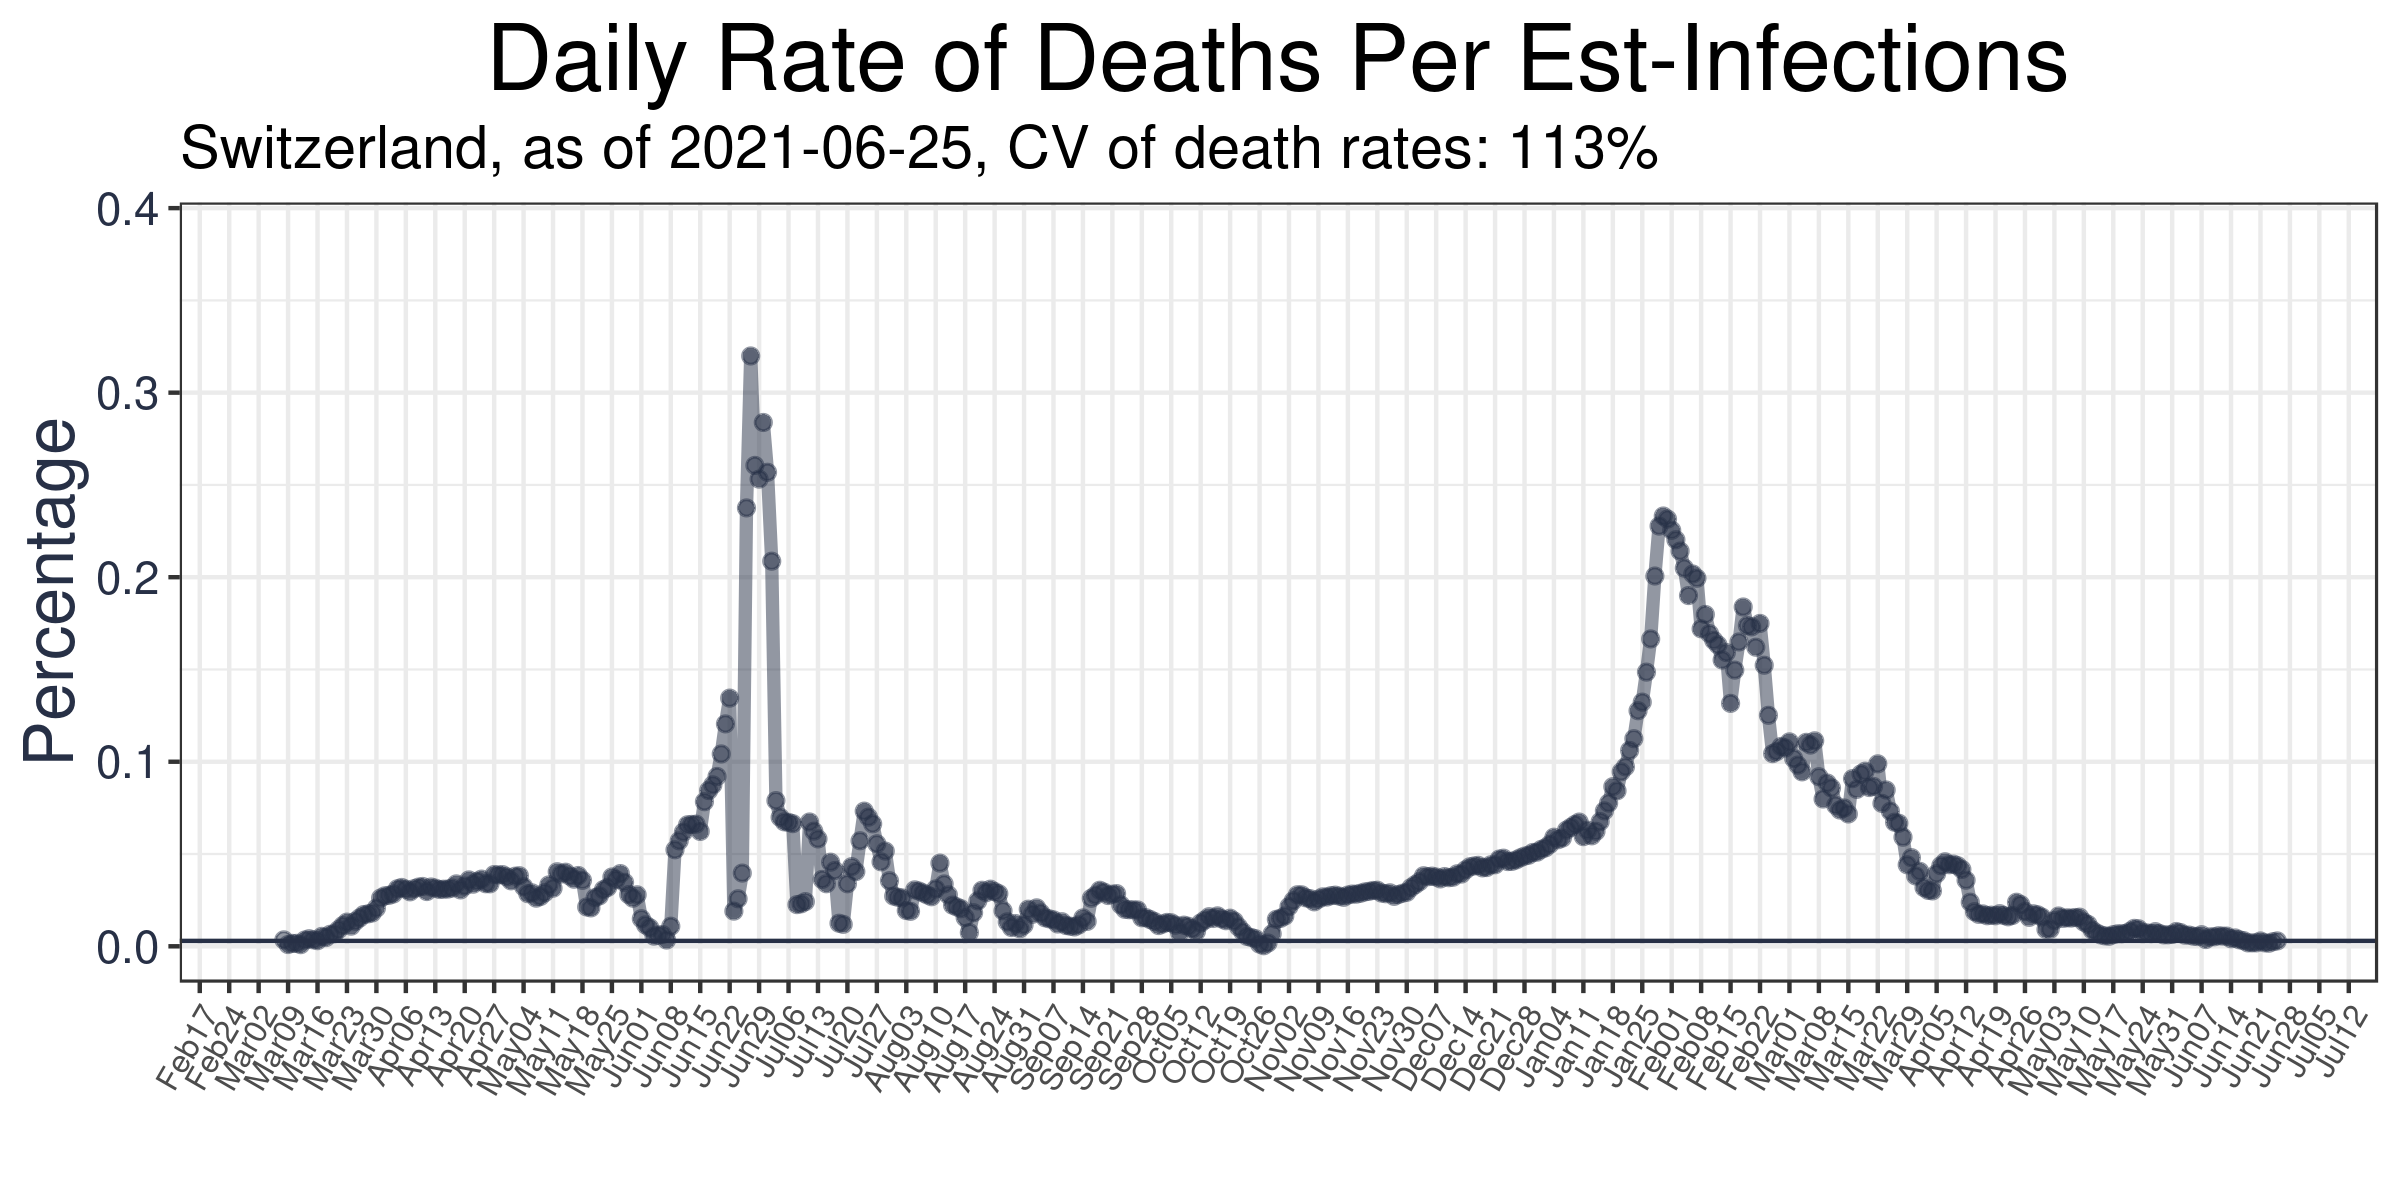 Daily Rate of Deaths Per Est-Infections
Switzerland, as of 2021-06-25, CV of death rates: 113%
0.4
0.3
0.2
0.1
0.0
Percentage
Feb17
Feb24
Mar02
Mar09
Mar16
Mar23
Mar30
Apr06
Apr13
Apr20
Apr27
May04
May11
May18
May25
Jun01
Jun08
Jun15
Jun22
Jun29
Jul06
Jul13
Jul20
Jul27
Aug03
Aug10
Aug17
Aug24
Aug31
Sep07
Sep14
Sep21
Sep28
Oct05
Oct12
Oct19
Oct26
Nov02
Nov09
Nov16
Nov23
Nov30
Dec07
Dec14
Dec21
Dec28
Jan04
Jan11
Jan18
Jan25
Feb01
Feb08
Feb15
Feb22
Mar01
Mar08
Mar15
Mar22
Mar29
Apr05
Apr12
Apr19
Apr26
May03
May10
May17
May24
May31
Jun07
Jun14
Jun21
Jun28
Jul05
Jul12